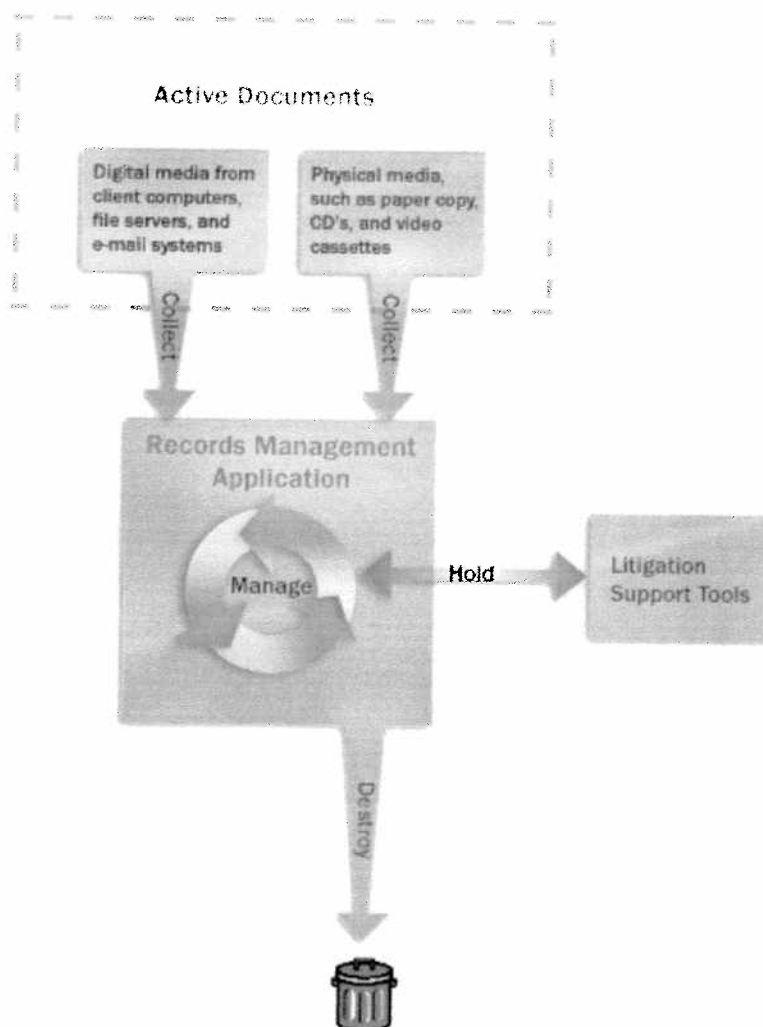 Active Documents
Digital media from
client computers,
file servers, and
e-mail systems
Physical media,
such as paper copy,
CD's, and video
cassettes
Collect
Collect
Records Management
Application
Manage
Hold
Litigation
Support Tools
Destroy